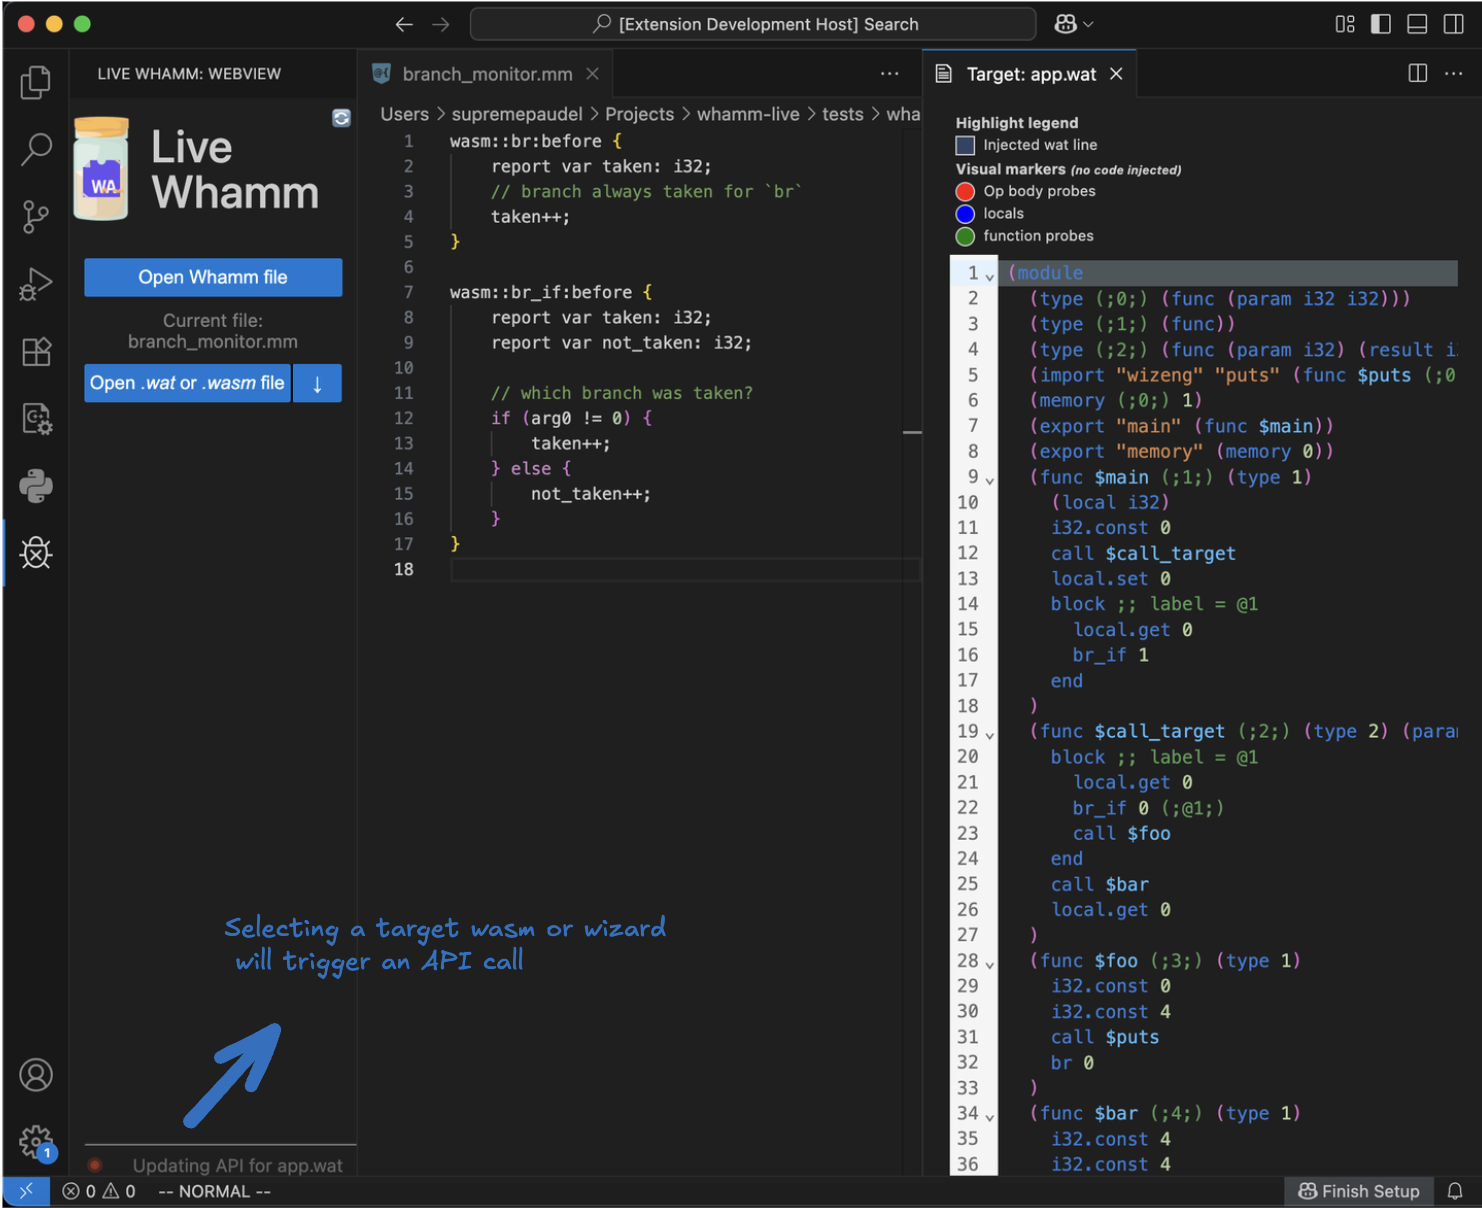 [Extension Development Host] Search
LIVE WHAMM: WEBVIEW
WA
Live
Whamm
Open Whamm file
Current file:
branch_monitor.mm
Open .wat or .wasm file ↓
Selecting a target wasm or wizard
will trigger an API call
Updating API for app.wat
branch_monitor.mm
Users > supremepaudel > Projects > whamm-live > tests > wha
1 wasm::br:before {
2 report var taken: i32;
3 // branch always taken for `br`
4 taken++;
5 }
6
7 wasm::br_if:before {
8 report var taken: i32;
9 report var not_taken: i32;
10
11 // which branch was taken?
12 if (arg0 != 0) {
13 taken++;
14 } else {
15 not_taken++;
16 }
17 }
18
Target: app.wat
Highlight legend
Injected wat line
Visual markers (no code injected)
Op body probes
locals
function probes
1 (module
2 (type (;0;) (func (param i32 i32)))
3 (type (;1;) (func))
4 (type (;2;) (func (param i32) (result i
5 (import "wizeng" "puts" (func $puts (;0
6 (memory (;0;) 1)
7 (export "main" (func $main))
8 (export "memory" (memory 0))
9 (func $main (;1;) (type 1)
10 (local i32)
11 i32.const 0
12 call $call_target
13 local.set 0
14 block ;; label = @1
15 local.get 0
16 br_if 1
17 end
18 )
19 (func $call_target (;2;) (type 2) (para
20 block ;; label = @1
21 local.get 0
22 br_if 0 (;@1;)
23 call $foo
24 end
25 call $bar
26 local.get 0
27 )
28 (func $foo (;3;) (type 1)
29 i32.const 0
30 i32.const 4
31 call $puts
32 br 0
33 )
34 (func $bar (;4;) (type 1)
35 i32.const 4
36 i32.const 4
1
0 0 -- NORMAL --
Finish Setup